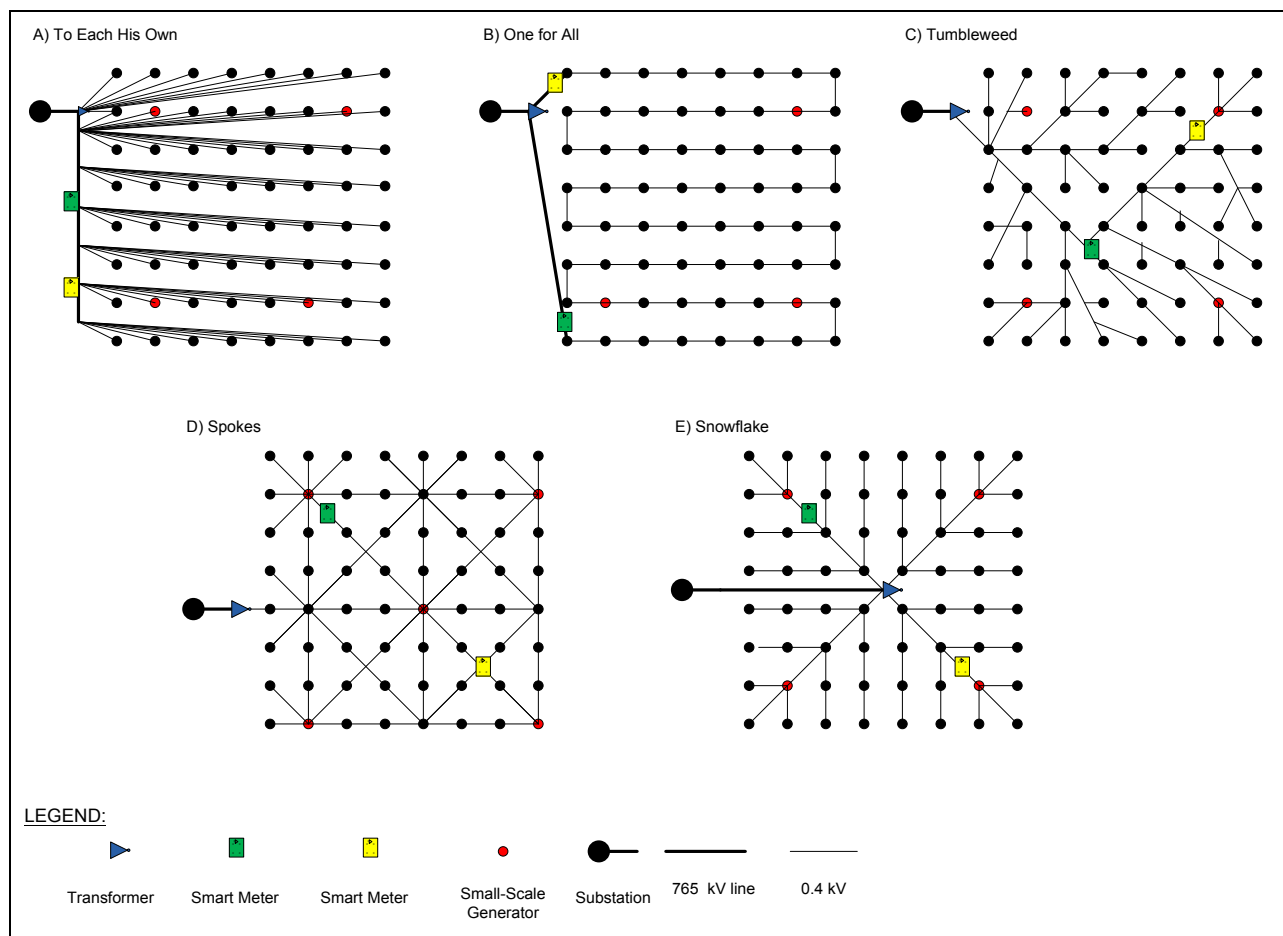 A) To Each His Own
B) One for All
C) Tumbleweed
D) Spokes
E) Snowflake
LEGEND:
Transformer
Smart Meter
Smart Meter
Small-Scale
Generator
Substation
765 kV line
0.4 kV